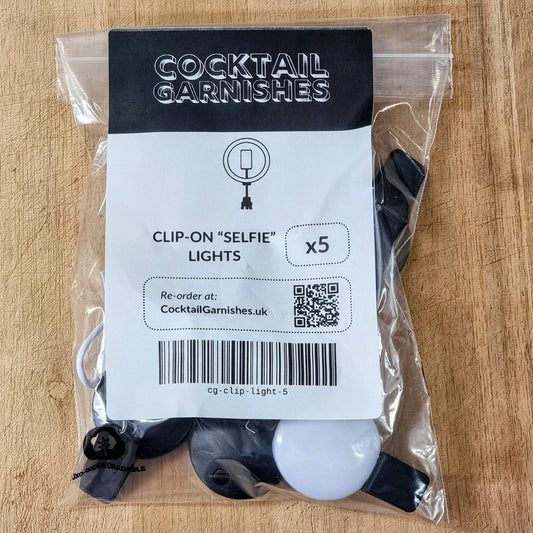 COCKTAIL
GARNISHES
CLIP-ON “SELFIE”
LIGHTS
x5
Re-order at:
CocktailGarnishes.uk
cg-clip-light-5